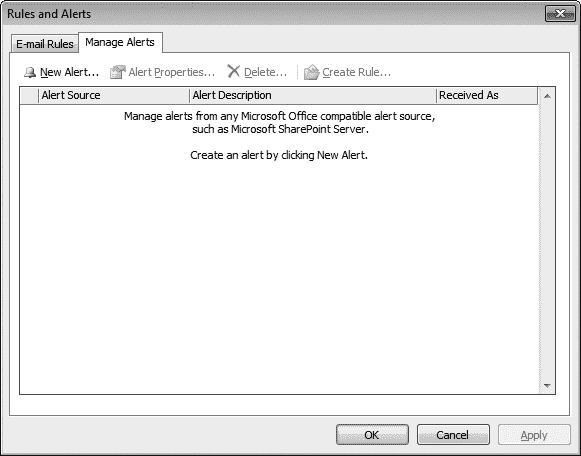 Rules and Alerts
E-mail Rules Manage Alerts
New Alert... Alert Properties... Delete... Create Rule...
Alert Source Alert Description Received As
Manage alerts from any Microsoft Office compatible alert source,
such as Microsoft SharePoint Server.
Create an alert by clicking New Alert.
OK Cancel Apply